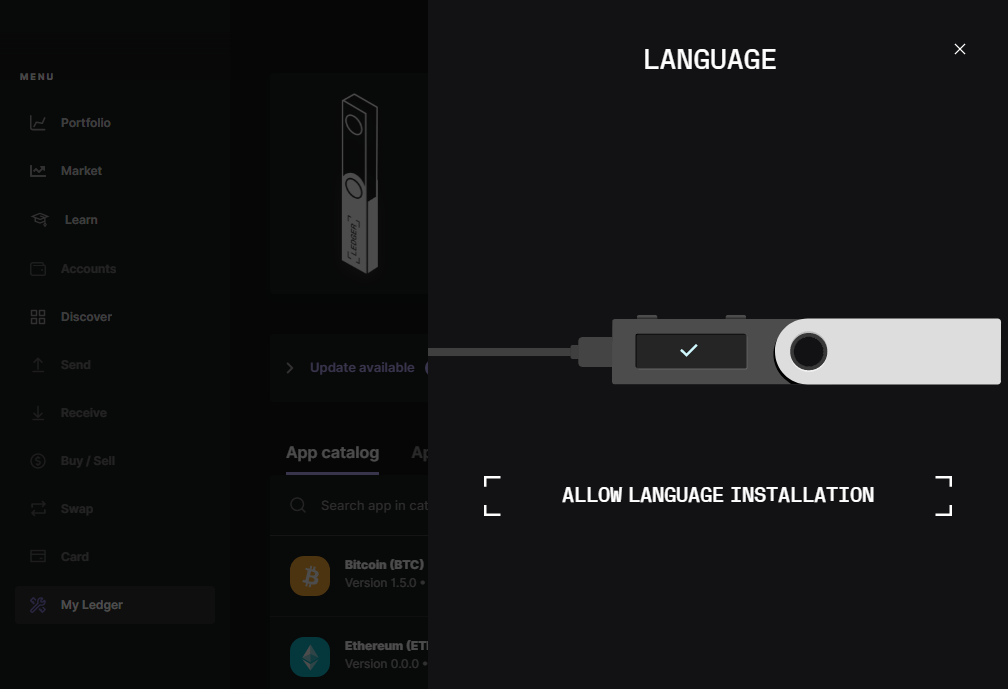 MENU
Portfolio
Market
Learn
Accounts
Discover
Send
Receive
Buy / Sell
Swap
Card
My Ledger
LEDGER
Update available
App catalog
Ap
Search app in cat
Bitcoin (BTC)
Version 1.5.0 •
Ethereum (ET
Version 0.0.0 •
LANGUAGE
ALLOW LANGUAGE INSTALLATION